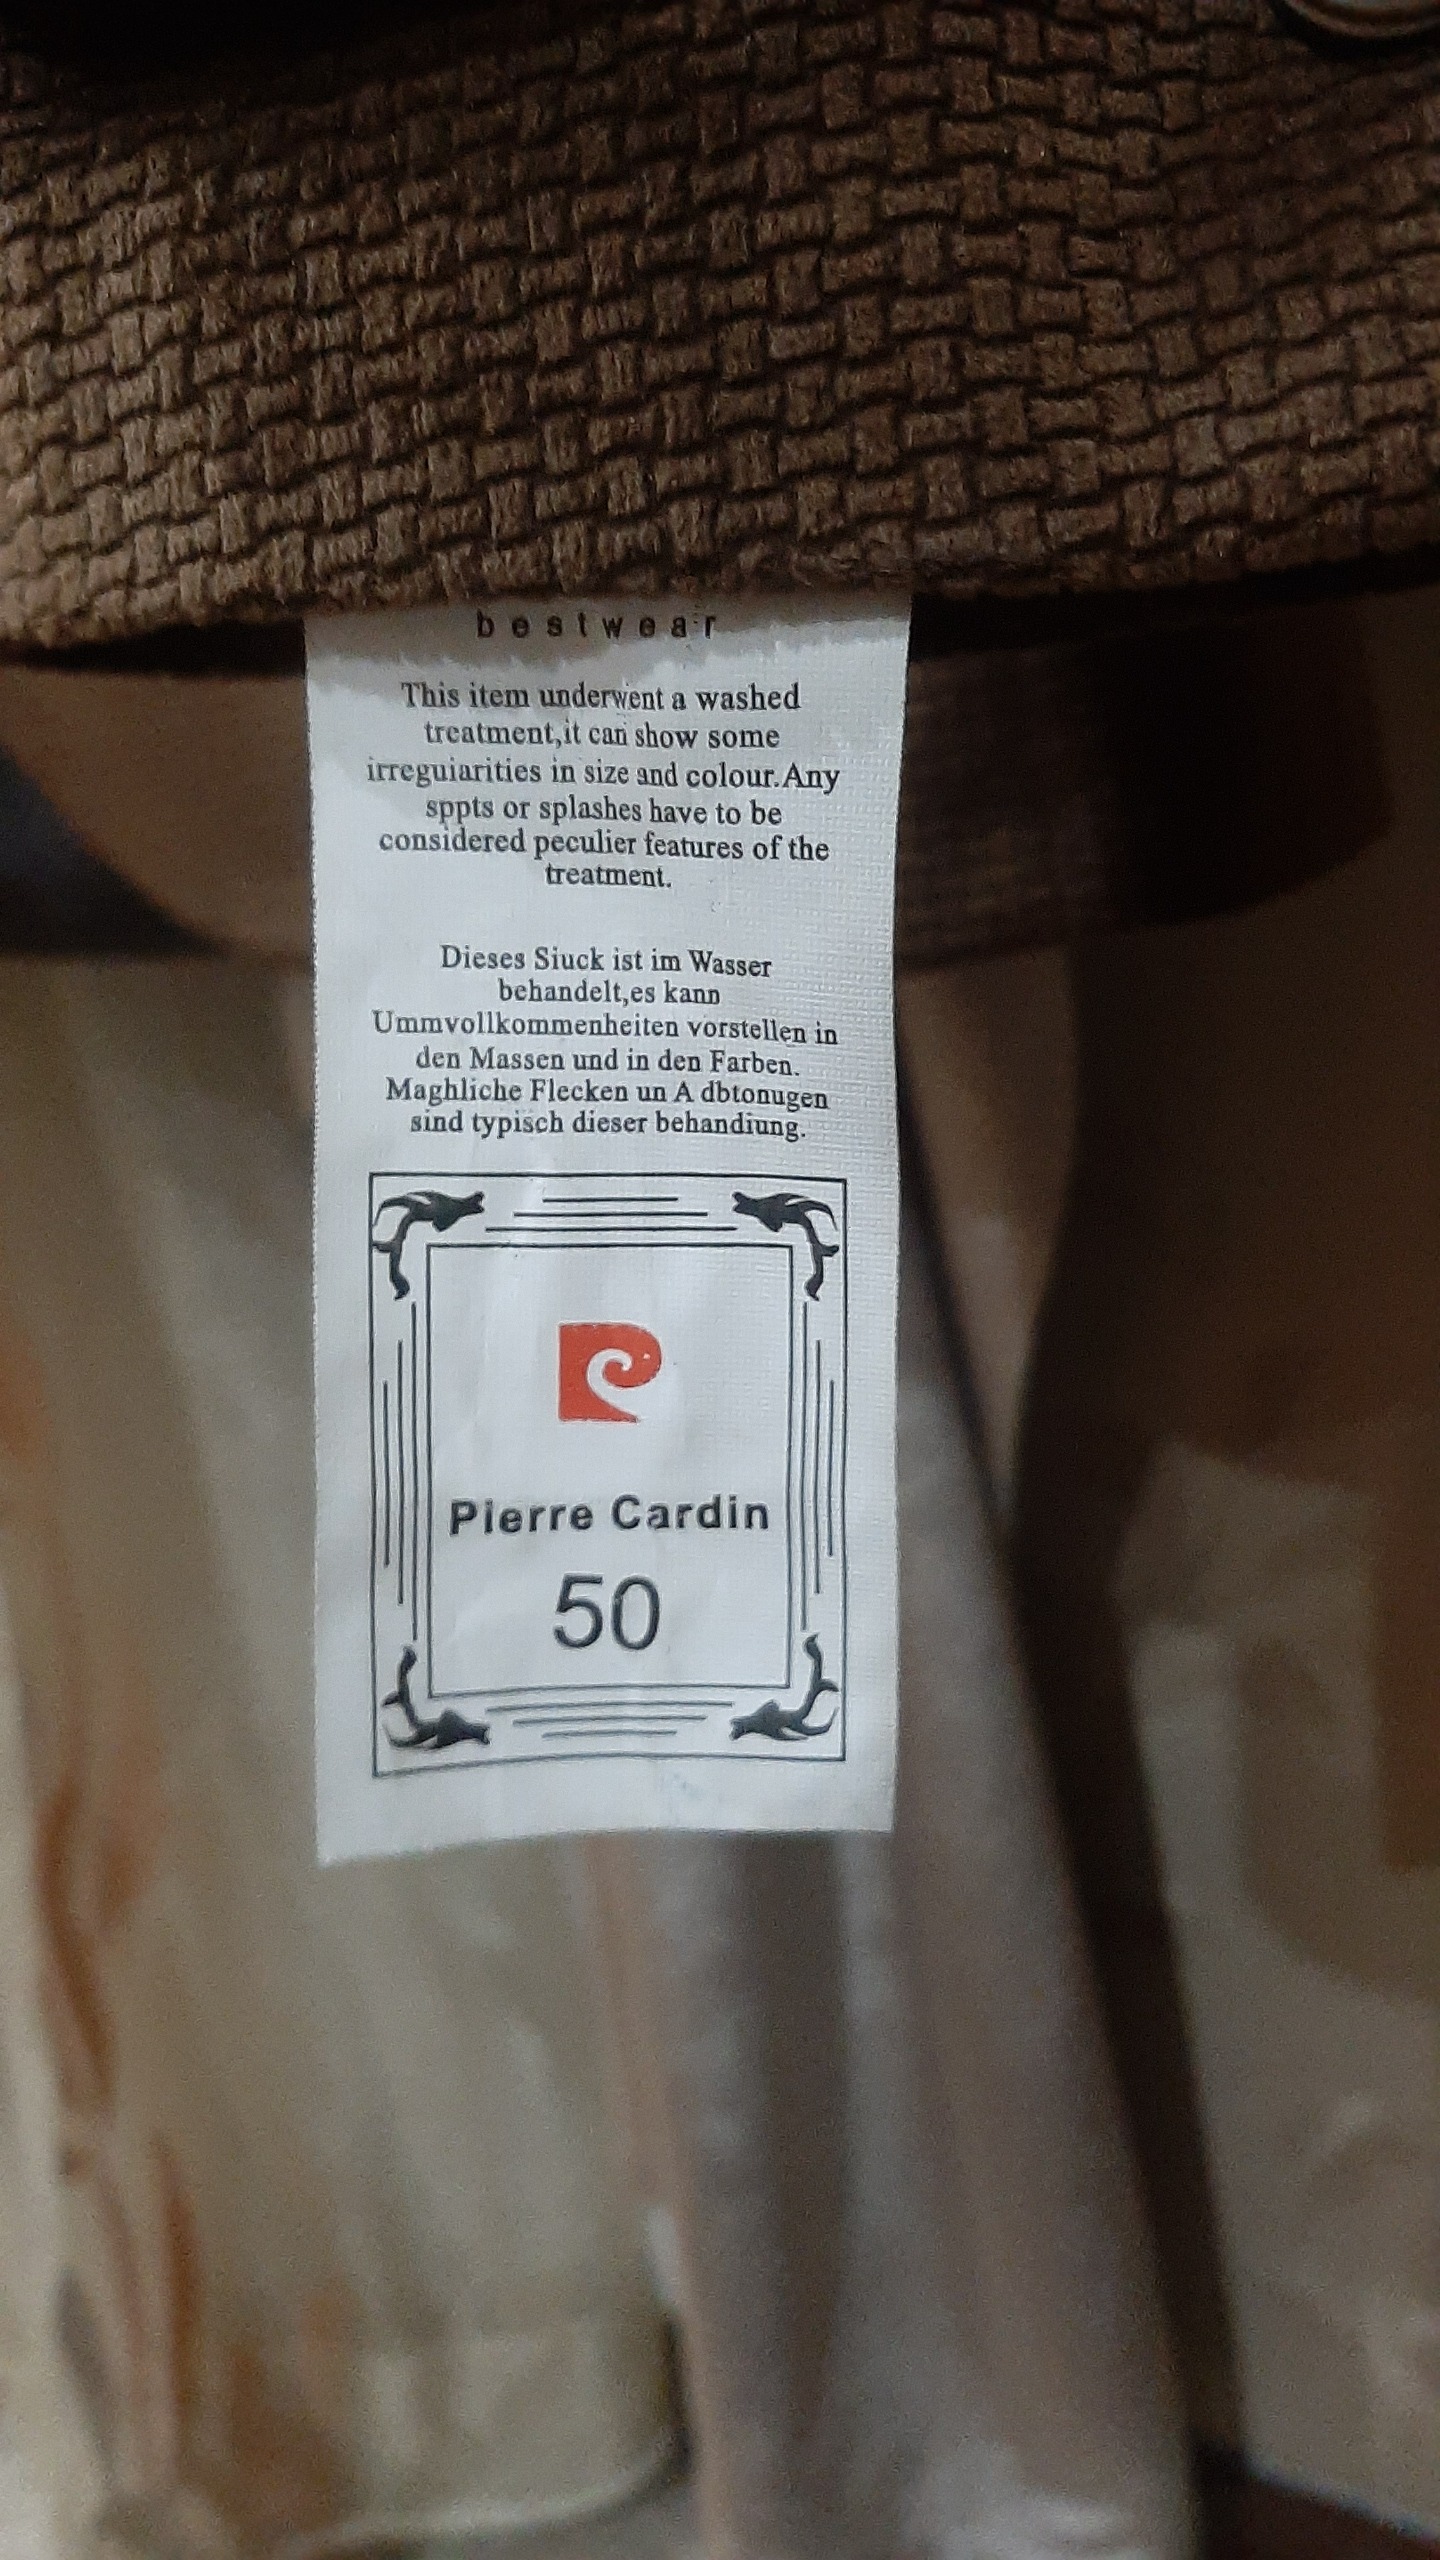 bestwear
This item underwent a washed
treatment,it can show some
irreguiarities in size and colour.Any
sppts or splashes have to be
considered peculier features of the
treatment.
Dieses Siuck ist im Wasser
behandelt,es kann
Ummvollkommenheiten vorstellen in
den Massen und in den Farben.
Maghliche Flecken un A dbtonugen
sind typisch dieser behandiung.
Pierre Cardin
50